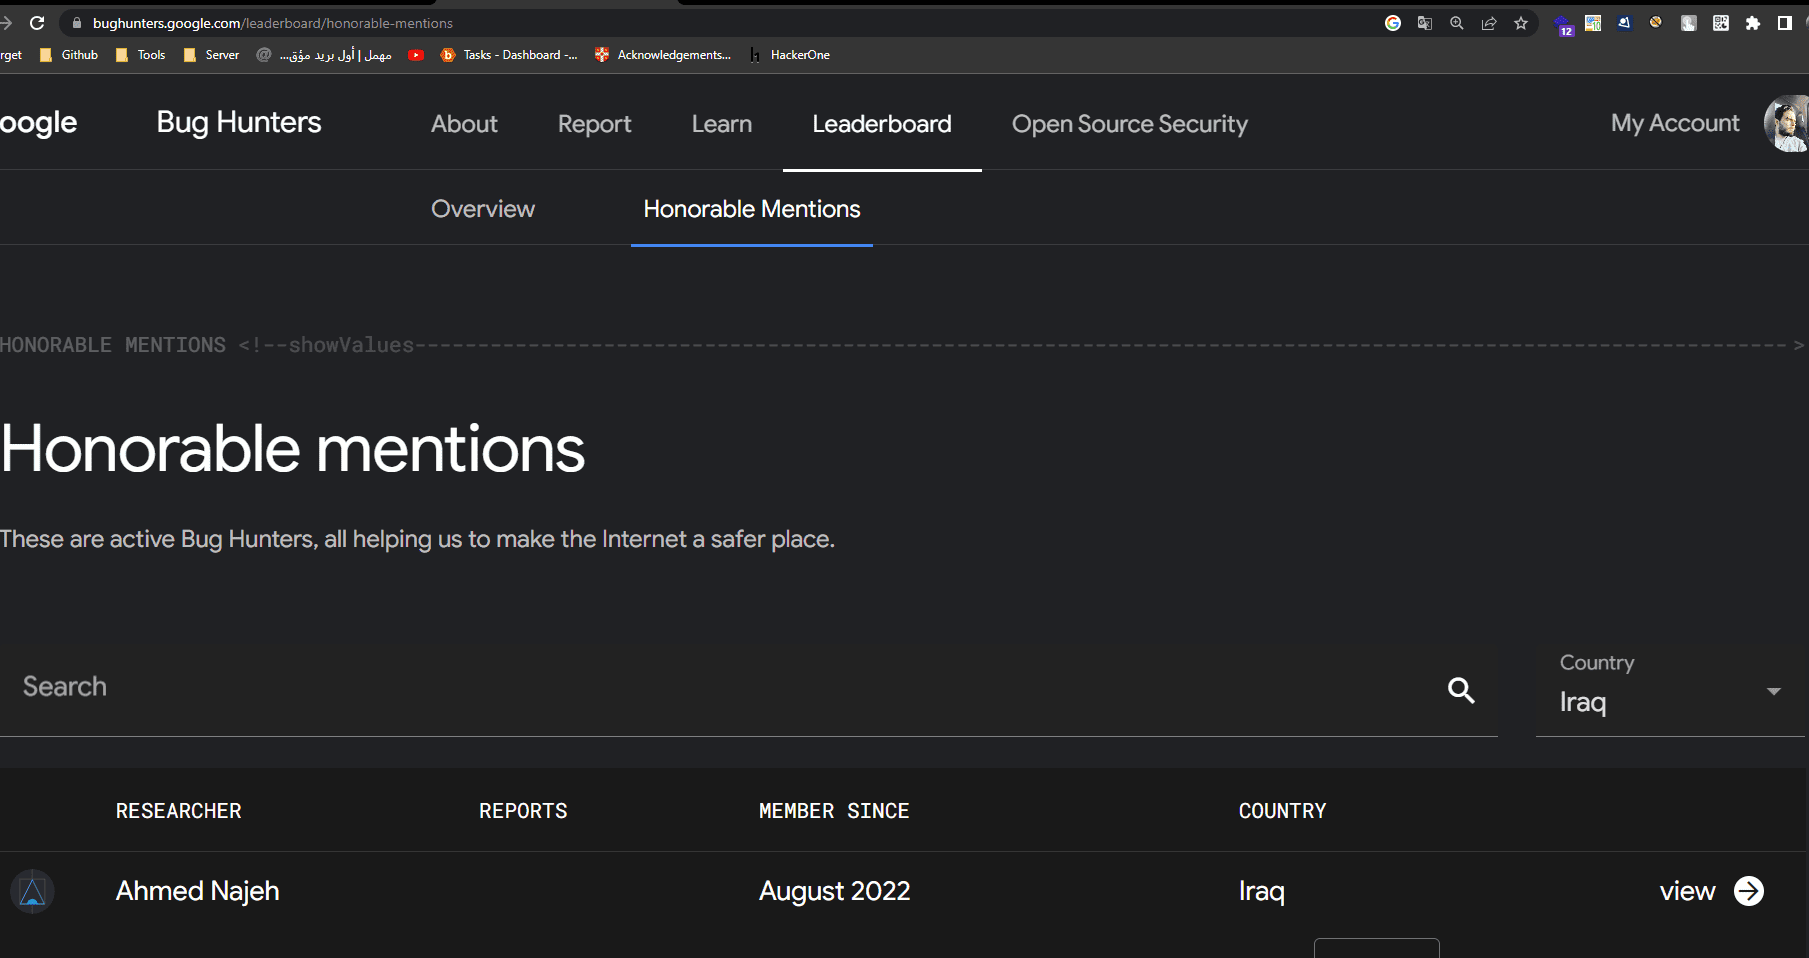 bughunters.google.com/leaderboard/honorable-mentions
12
rget Github Tools Server مهمل | أول بريد مؤق... Tasks - Dashboard -... Acknowledgements... HackerOne
oogle Bug Hunters About Report Learn Leaderboard Open Source Security My Account
Overview Honorable Mentions
HONORABLE MENTIONS <!--showValues-------------------------------------------------------------------------------------------------------------->
Honorable mentions
These are active Bug Hunters, all helping us to make the Internet a safer place.
Search
Country
Iraq
RESEARCHER REPORTS MEMBER SINCE COUNTRY
Ahmed Najeh August 2022 Iraq view